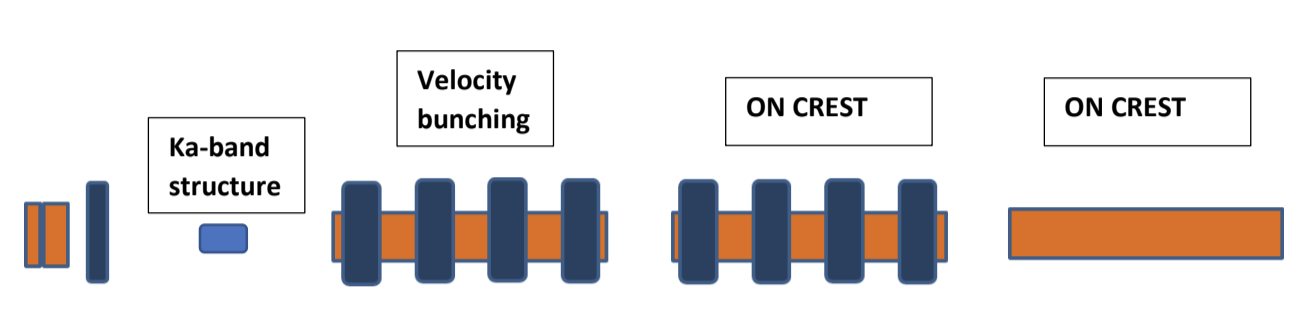 Ka-band
structure
Velocity
bunching
ON CREST
ON CREST